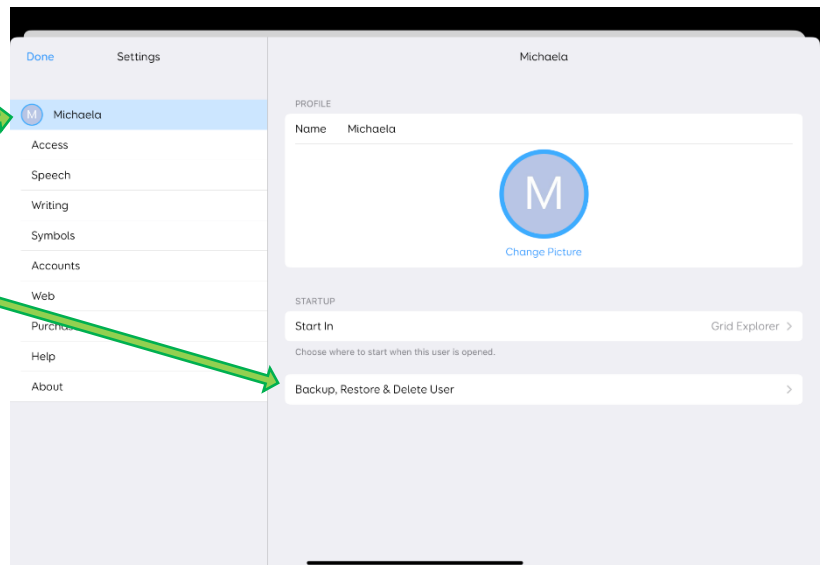 Done Settings
Michaela
M Michaela
Access
Speech
Writing
Symbols
Accounts
Web
Help
About
PROFILE
Name Michaela
M
Change Picture
STARTUP
Start In Grid Explorer >
Choose where to start when this user is opened.
Backup, Restore & Delete User >